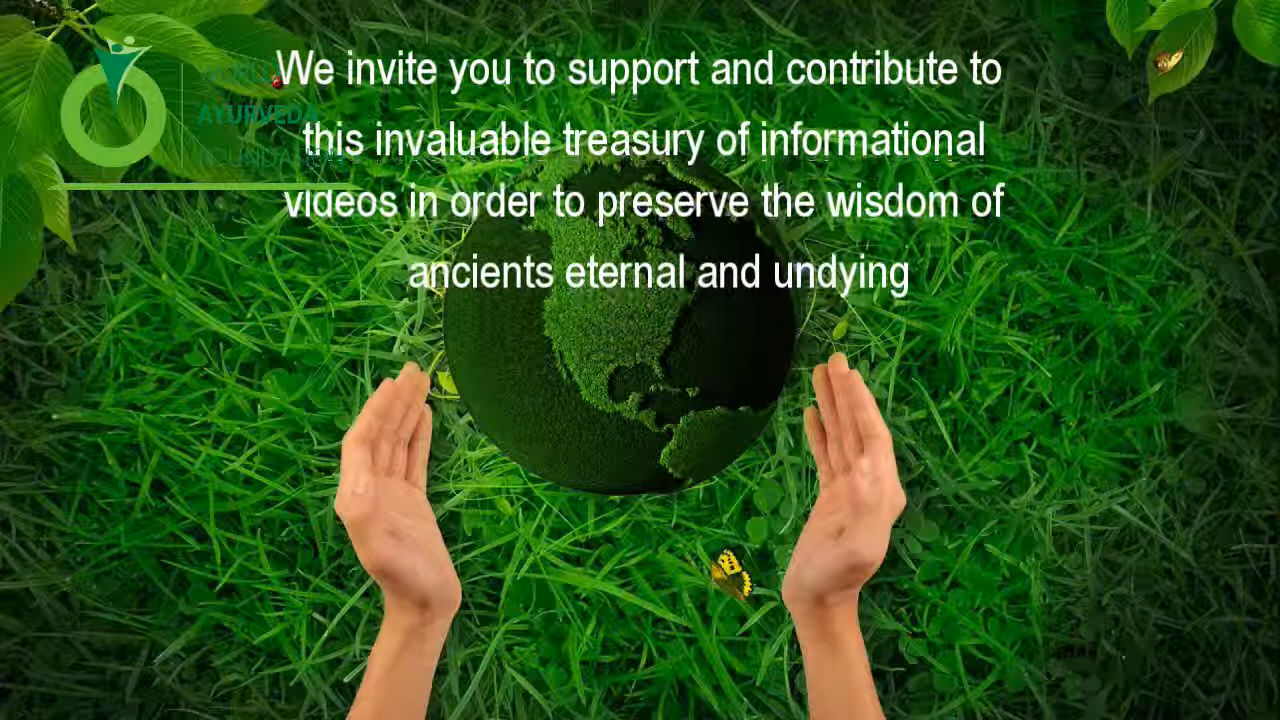 We invite you to support and contribute to
AYURVEDA
this invaluable treasury of informational
videos in order to preserve the wisdom of
ancients eternal and undying